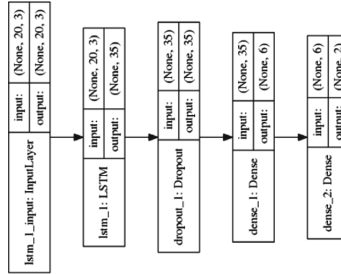 lstm_1_input: InputLayer
input: (None, 20, 3)
output: (None, 20, 3)
lstm_1: LSTM
input: (None, 20, 3)
output: (None, 35)
dropout_1: Dropout
input: (None, 35)
output: (None, 35)
dense_1: Dense
input: (None, 35)
output: (None, 6)
dense_2: Dense
input: (None, 6)
output: (None, 2)